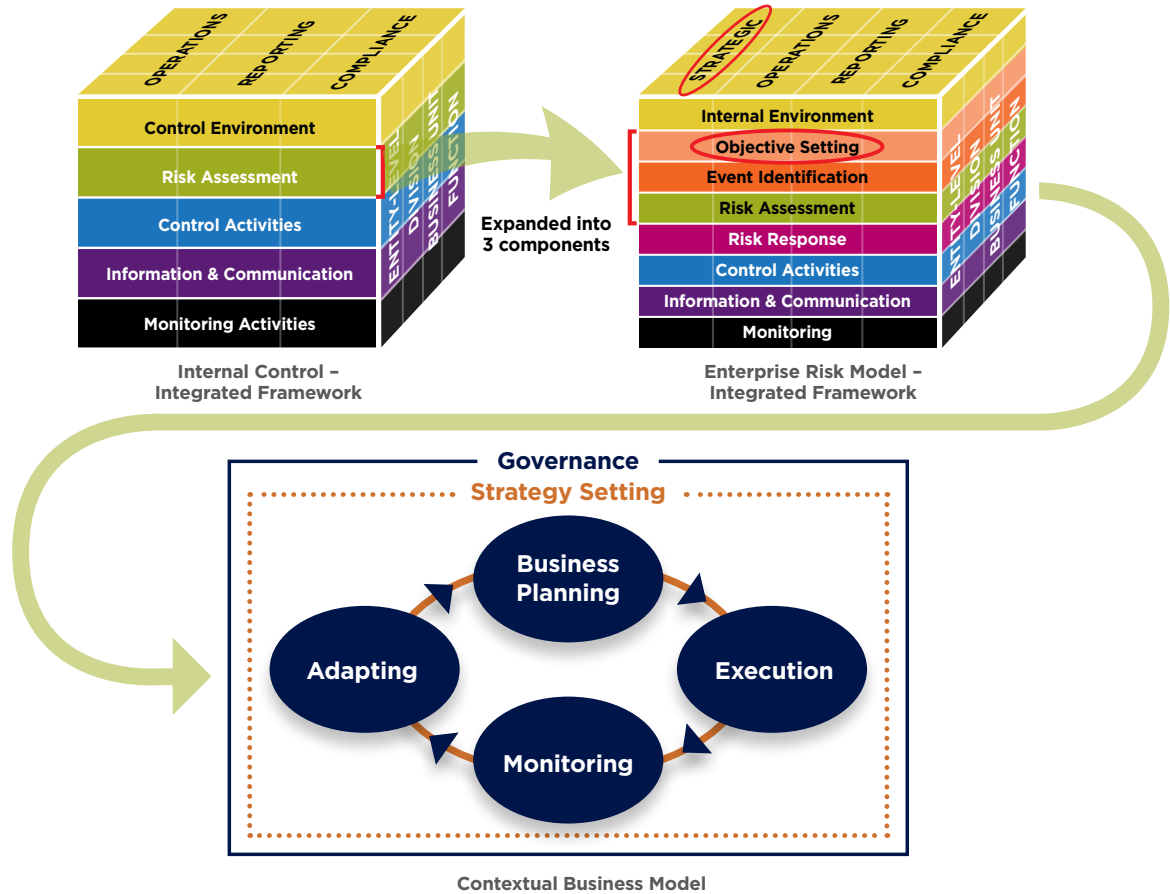 OPERATIONS
REPORTING
COMPLIANCE
Control Environment
Risk Assessment
Control Activities
Information & Communication
Monitoring Activities
ENTITY-LEVEL
DIVISION
BUSINESS UNIT
FUNCTION
Internal Control –
Integrated Framework
Expanded into
3 components
STRATEGIC
OPERATIONS
REPORTING
COMPLIANCE
Internal Environment
Objective Setting
Event Identification
Risk Assessment
Risk Response
Control Activities
Information & Communication
Monitoring
ENTITY-LEVEL
DIVISION
BUSINESS UNIT
FUNCTION
Enterprise Risk Model –
Integrated Framework
Governance
Strategy Setting
Business
Planning
Adapting
Execution
Monitoring
Contextual Business Model